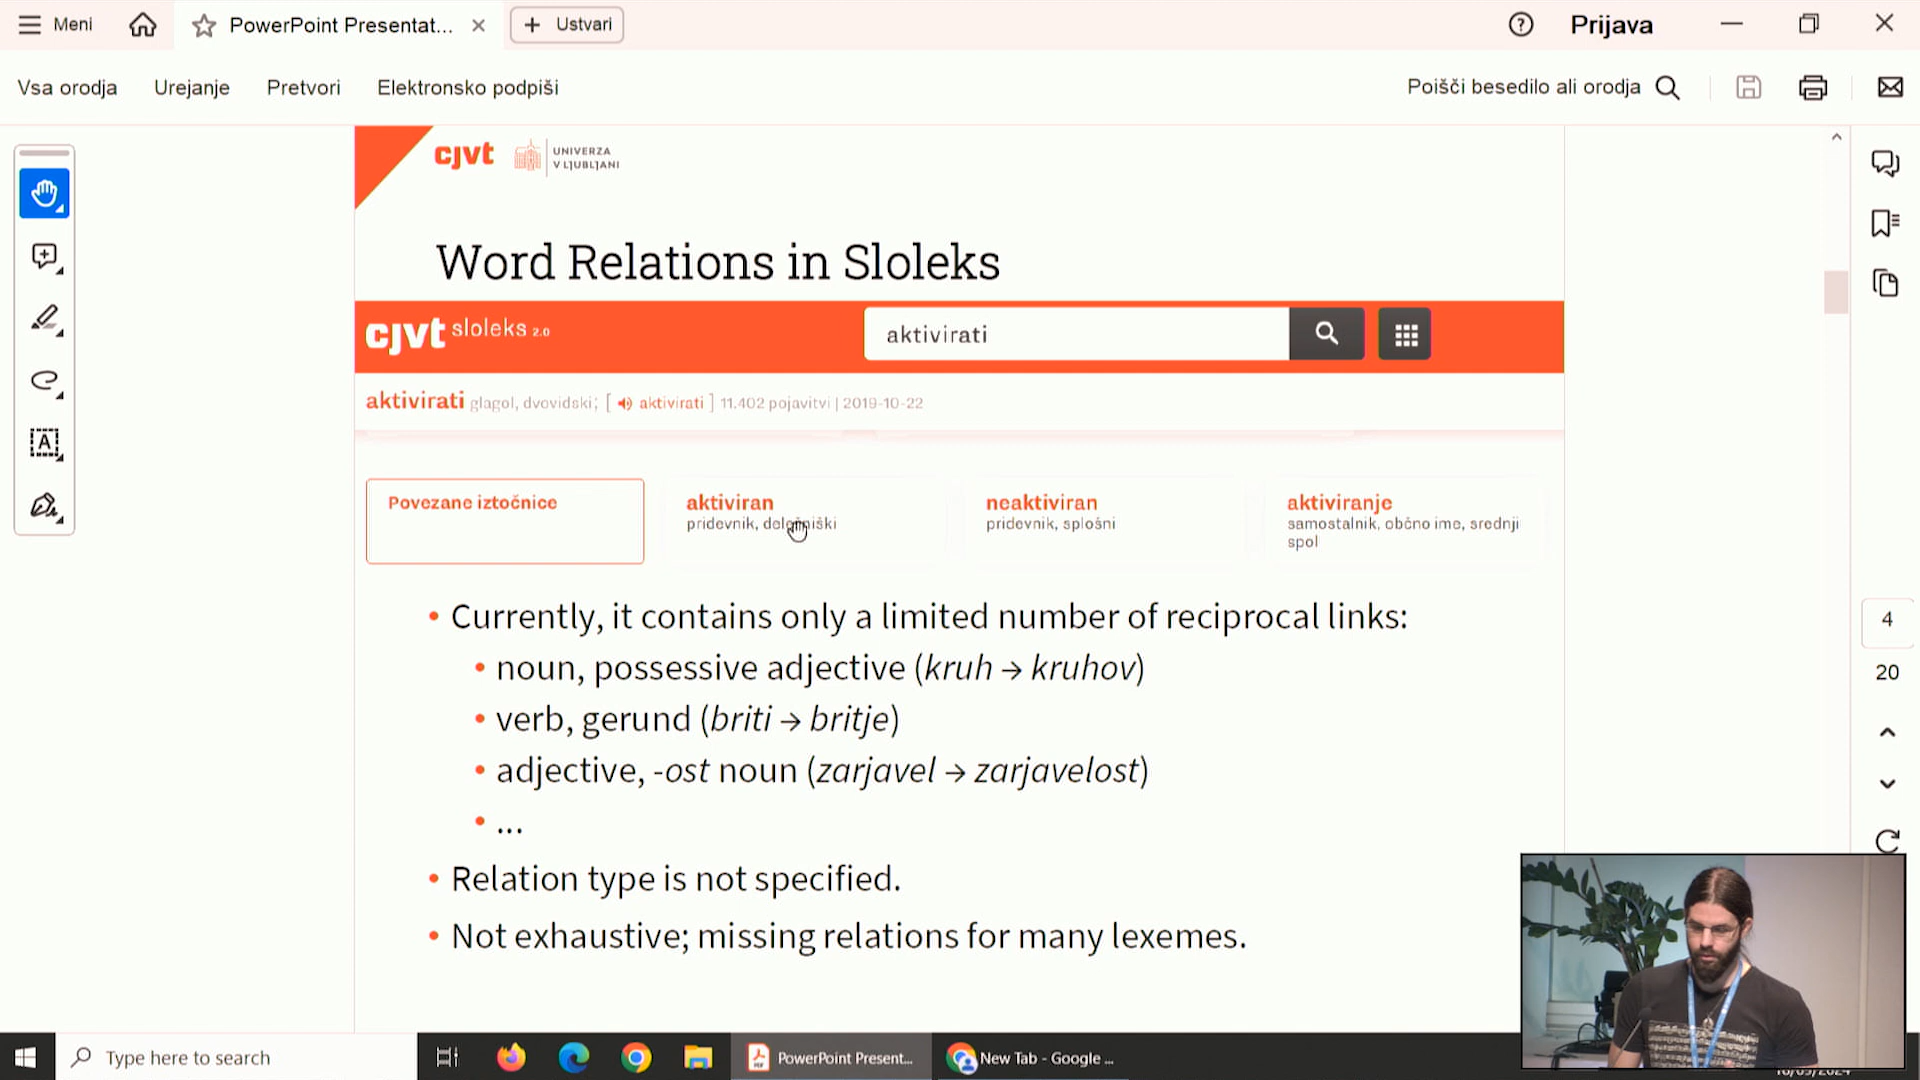 Meni
PowerPoint Presentat...
Ustvari
Prijava
Vsa orodja
Urejanje
Pretvori
Elektronsko podpiši
Poišči besedilo ali orodja
cjvt
UNIVERZA
V LJUBLJANI
Word Relations in Sloleks
cjvt sloleks 2.0
aktivirati
aktivirati glagol, dvovidski; [ aktivirati ] 11.402 pojavitvi | 2019-10-22
Povezane iztočnice
aktiviran
pridevnik, deležniški
neaktiviran
pridevnik, splošni
aktiviranje
samostalnik, občno ime, srednji
spol
• Currently, it contains only a limited number of reciprocal links:
• noun, possessive adjective (kruh → kruhov)
• verb, gerund (briti → britje)
• adjective, -ost noun (zarjavel → zarjavelost)
• ...
• Relation type is not specified.
• Not exhaustive; missing relations for many lexemes.
4
20
Type here to search
PowerPoint Present...
New Tab - Google ...